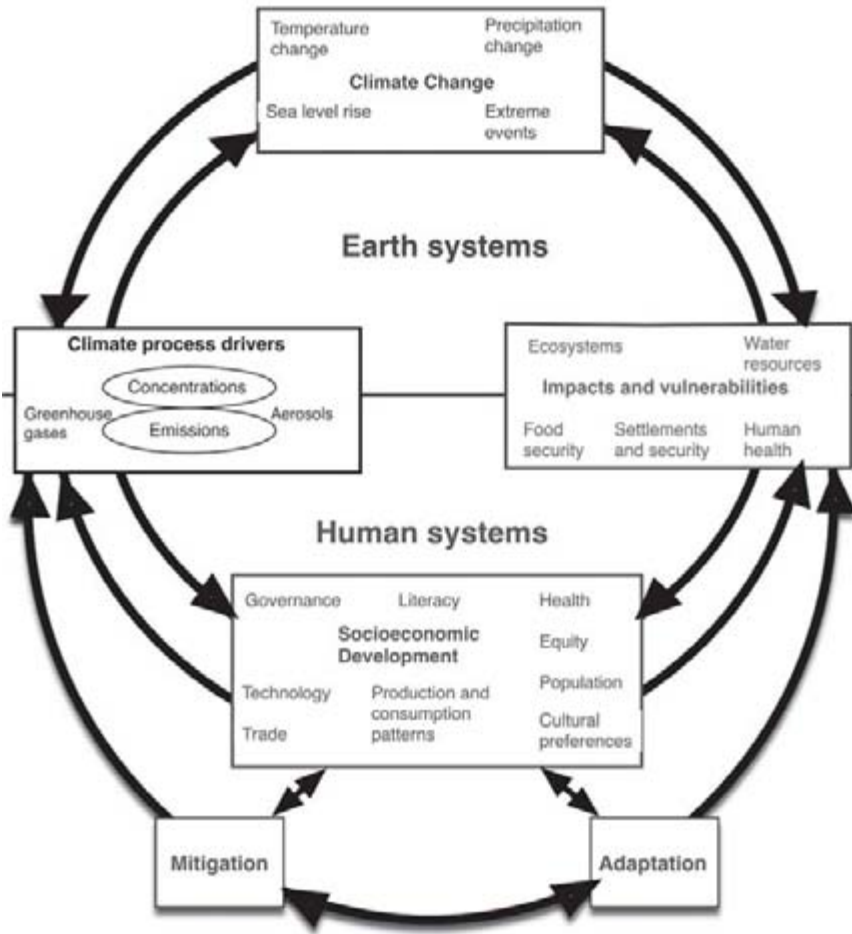 Temperature
change
Precipitation
change
Climate Change
Sea level rise
Extreme
events
Earth systems
Climate process drivers
Concentrations
Greenhouse
gases
Aerosols
Emissions
Ecosystems
Water
resources
Impacts and vulnerabilities
Food
security
Settlements
and security
Human
health
Human systems
Governance
Literacy
Health
Socioeconomic
Development
Equity
Technology
Production and
consumption
patterns
Population
Trade
Cultural
preferences
Mitigation
Adaptation